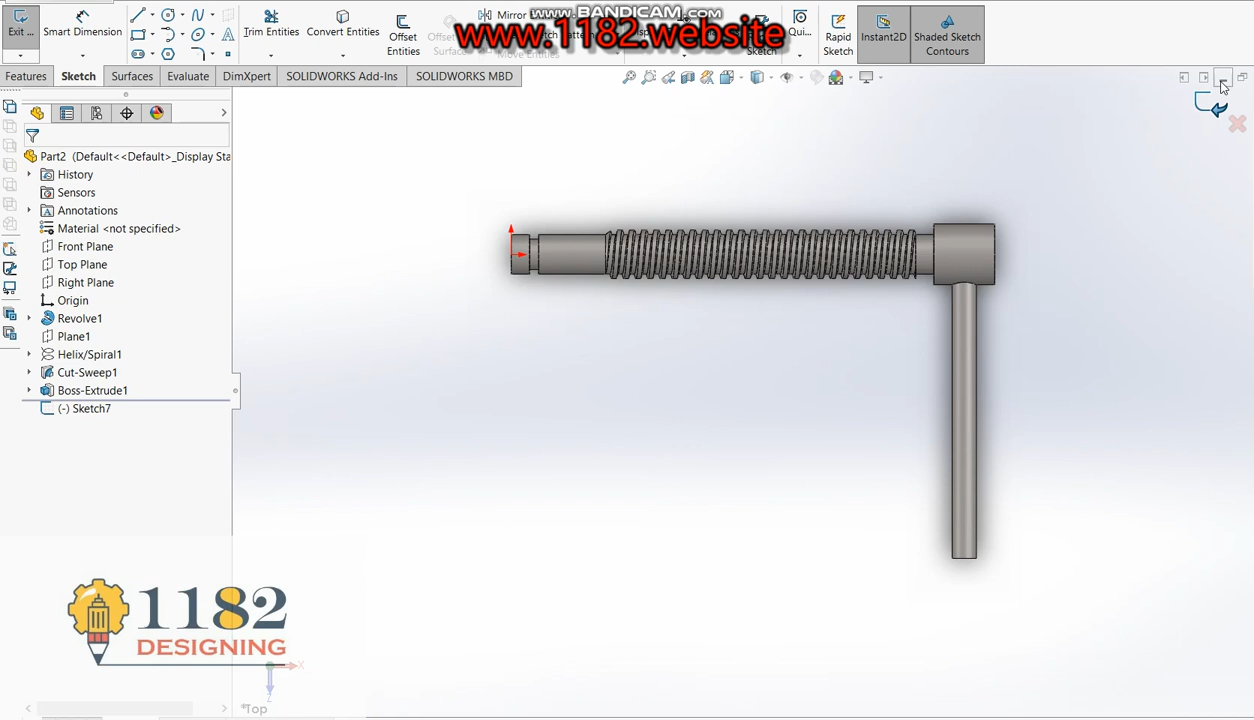 www.BANDICAM.com
www.1182.website
Exit ...
Smart Dimension
Trim Entities
Convert Entities
Offset
Entities
Mirror
Move Entities
Qui...
Rapid
Sketch
Instant2D
Shaded Sketch
Contours
Features
Sketch
Surfaces
Evaluate
DimXpert
SOLIDWORKS Add-Ins
SOLIDWORKS MBD
Part2 (Default<<Default>_Display Sta
History
Sensors
Annotations
Material <not specified>
Front Plane
Top Plane
Right Plane
Origin
Revolve1
Plane1
Helix/Spiral1
Cut-Sweep1
Boss-Extrude1
(-) Sketch7
1182
DESIGNING
X
*Top